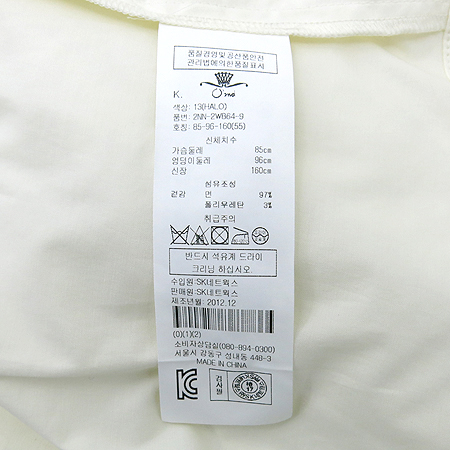 품질경영및공산품안전
관리법에의한품질표시
K.
색상: 13(HALO)
품번: 2NN-2WB64-9
호칭: 85-96-160(55)
신체치수
가슴둘레 85cm
엉덩이둘레 96cm
신장 160cm
섬유조성
겉감 면 97%
폴리우레탄 3%
취급주의
반드시 석유계 드라이
크리닝 하십시오.
수입원:SK네트웍스
판매원:SK네트웍스
제조년월:2012.12
(0)(1)(2)
소비자상담실(080-894-0300)
서울시 강동구 성내동 448-3
MADE IN CHINA
검사필